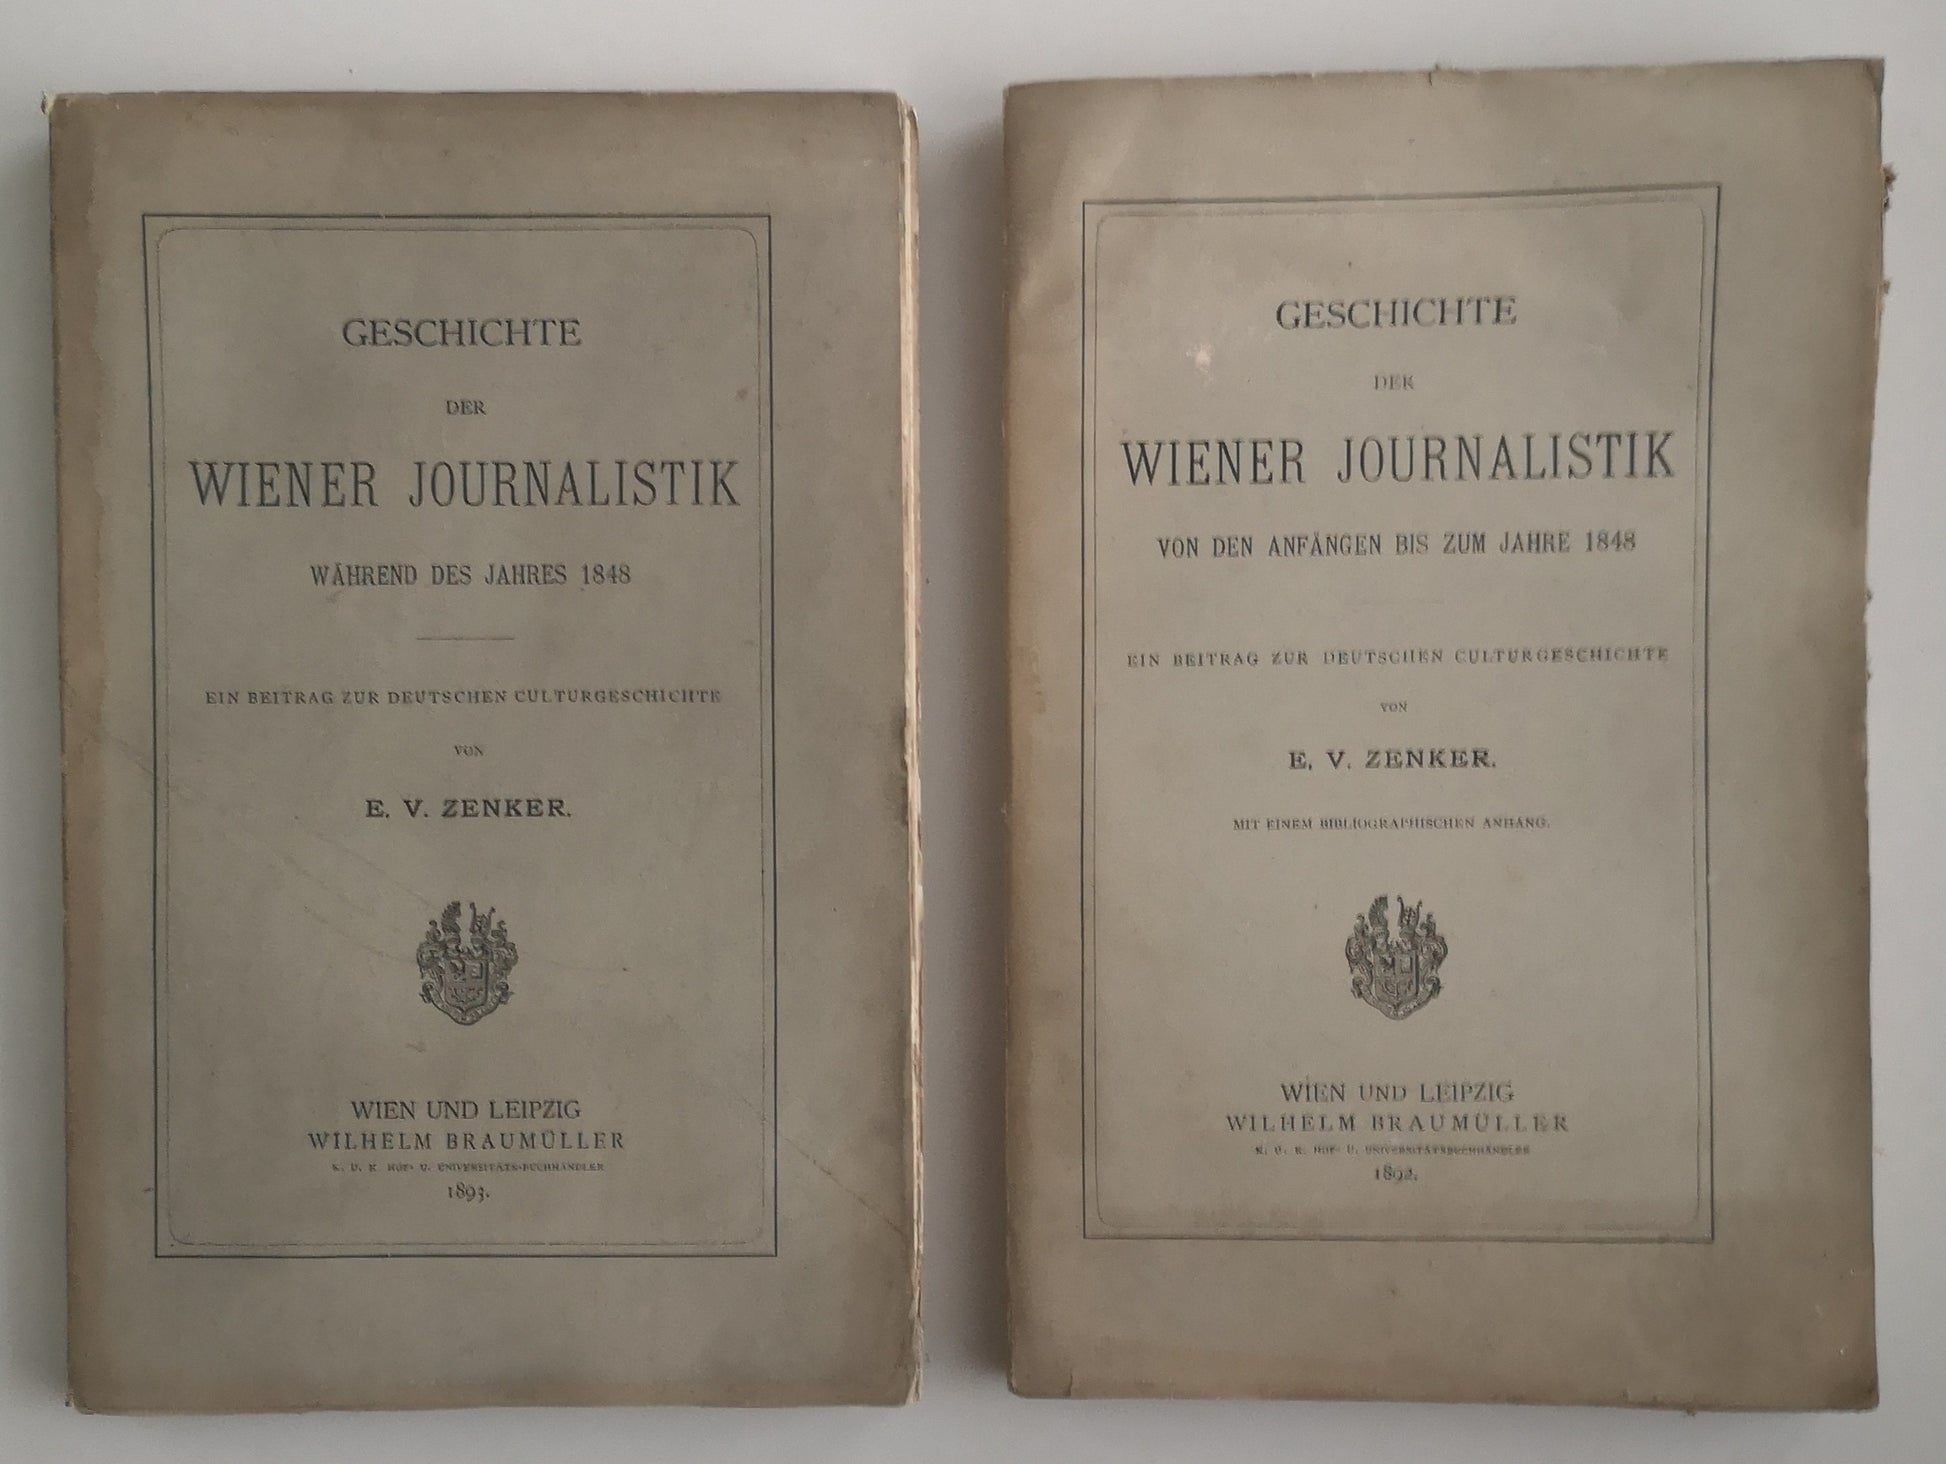 GESCHICHTE
DER
WIENER JOURNALISTIK
WÄHREND DES JAHRES 1848
EIN BEITRAG ZUR DEUTSCHEN CULTURGESCHICHTE
VON
E. V. ZENKER.
WIEN UND LEIPZIG
WILHELM BRAUMÜLLER
K. U. K. HOF- U. UNIVERSITÄTS-BUCHHÄNDLER
1893.
GESCHICHTE
DER
WIENER JOURNALISTIK
VON DEN ANFÄNGEN BIS ZUM JAHRE 1848
EIN BEITRAG ZUR DEUTSCHEN CULTURGESCHICHTE
VON
E. V. ZENKER.
MIT EINEM BIBLIOGRAPHISCHEN ANHANG.
WIEN UND LEIPZIG
WILHELM BRAUMÜLLER
K. U. K. HOF- U. UNIVERSITÄTSBUCHHÄNDLER
1892.